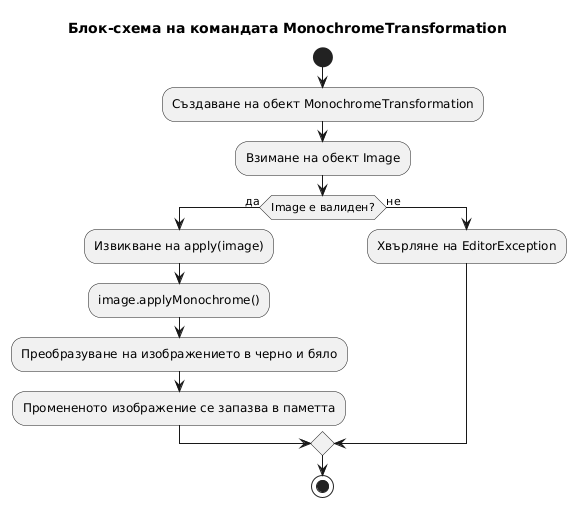 Блок-схема на командата MonochromeTransformation
Създаване на обект MonochromeTransformation
Взимане на обект Image
да
Image е валиден?
не
Извикване на apply(image)
Хвърляне на EditorException
image.applyMonochrome()
Преобразуване на изображението в черно и бяло
Промененото изображение се запазва в паметта